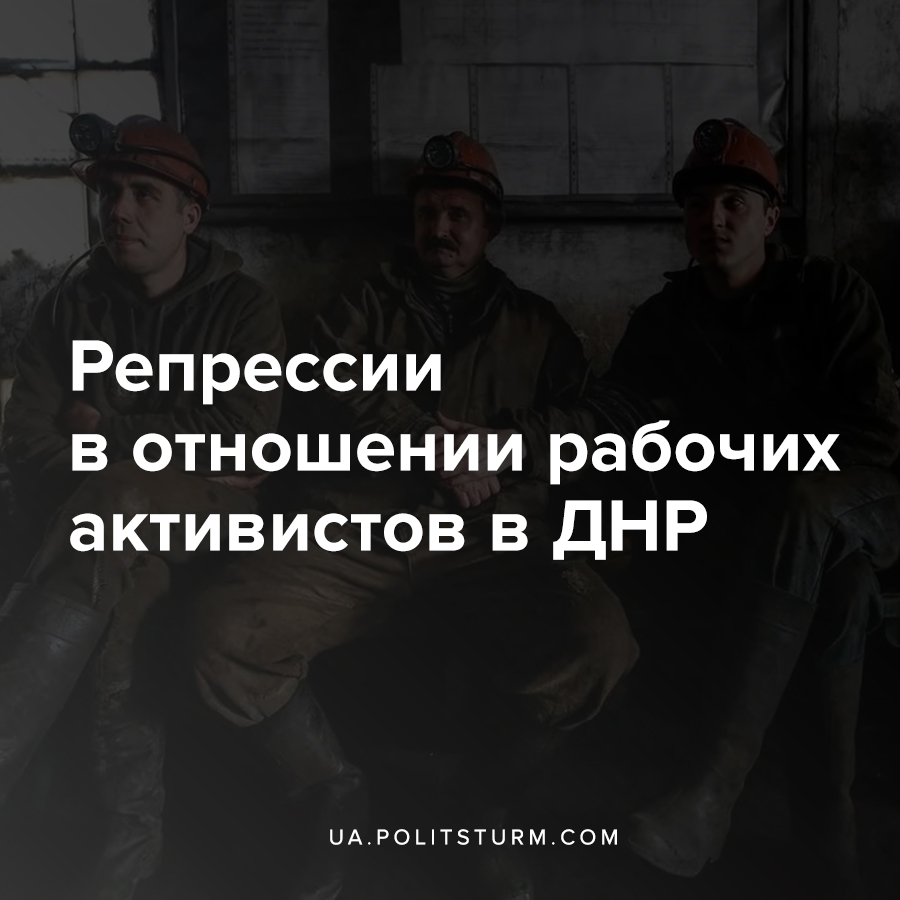 Репрессии
в отношении рабочих
активистов в ДНР
UA.POLITSTURM.COM